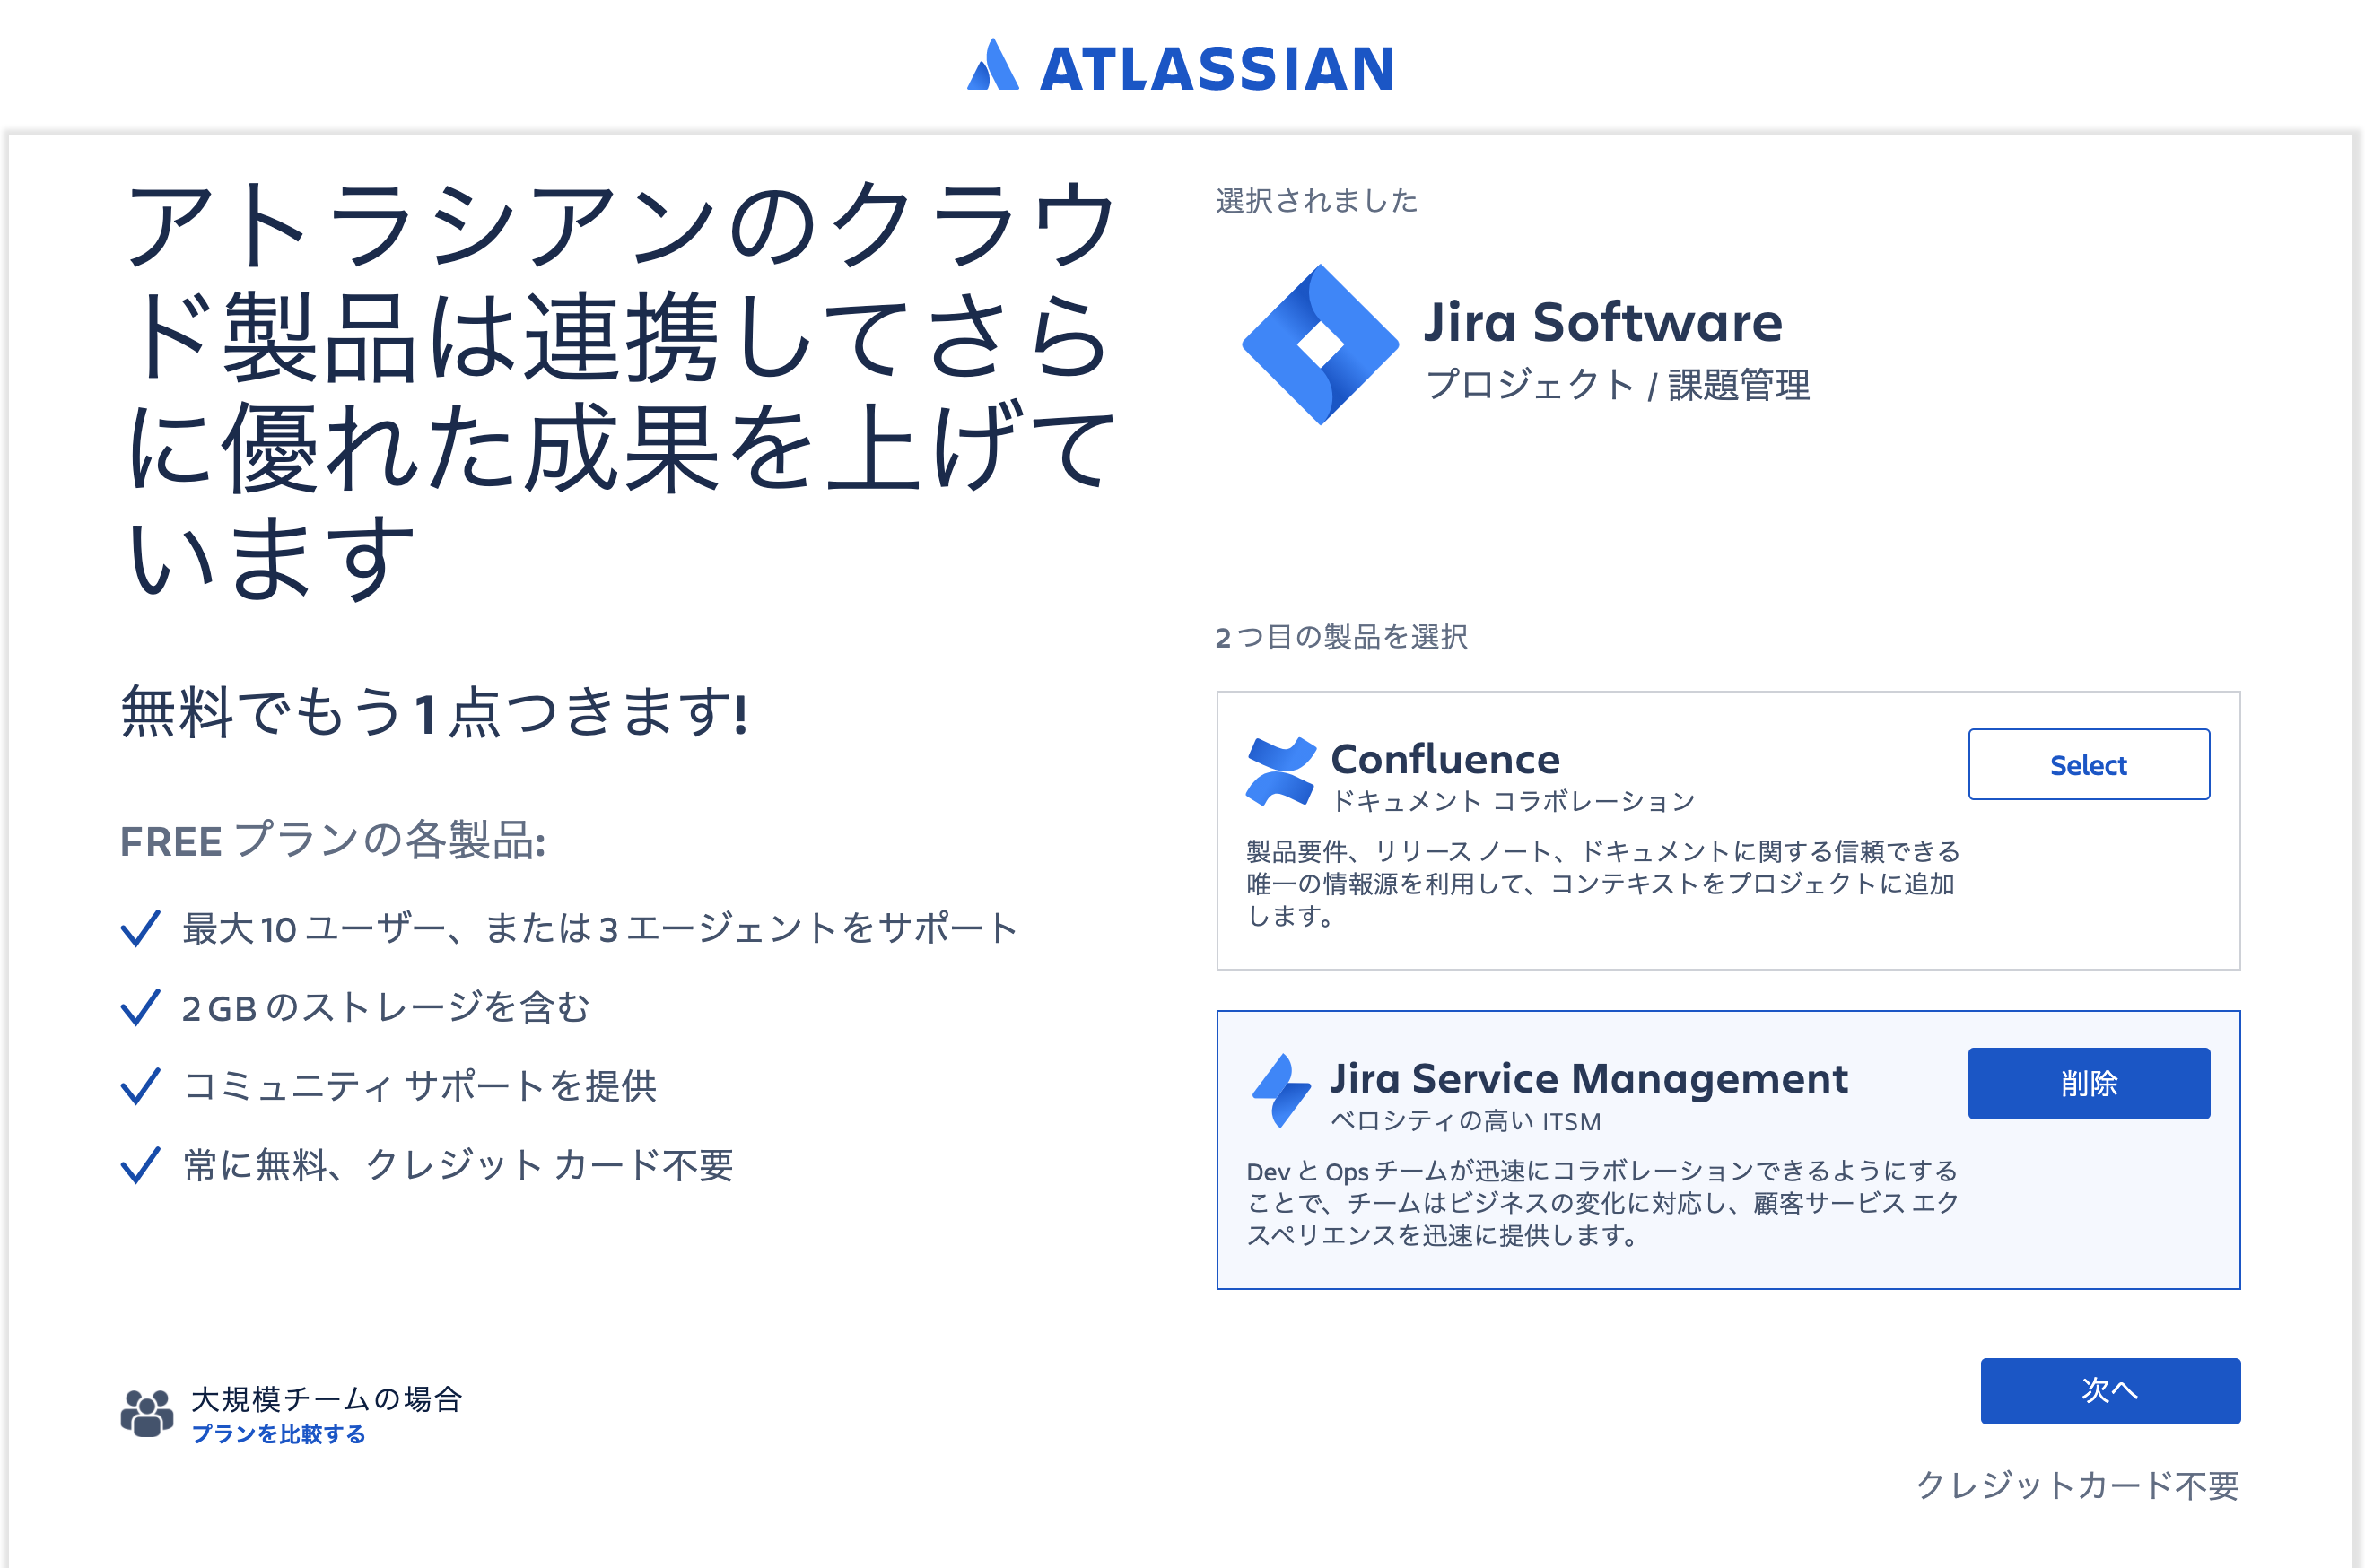 ATLASSIAN
アトラシアンのクラウ
ド製品は連携してさら
に優れた成果を上げて
います
無料でもう 1 点つきます!
FREE プランの各製品:
最大 10 ユーザー、または 3 エージェントをサポート
2 GB のストレージを含む
コミュニティ サポートを提供
常に無料、クレジット カード不要
大規模チームの場合
プランを比較する
選択されました
Jira Software
プロジェクト / 課題管理
2 つ目の製品を選択
Confluence
ドキュメント コラボレーション
Select
製品要件、リリース ノート、ドキュメントに関する信頼できる
唯一の情報源を利用して、コンテキストをプロジェクトに追加
します。
Jira Service Management
ベロシティの高い ITSM
削除
Dev と Ops チームが迅速にコラボレーションできるようにする
ことで、チームはビジネスの変化に対応し、顧客サービス エク
スペリエンスを迅速に提供します。
次へ
クレジットカード不要